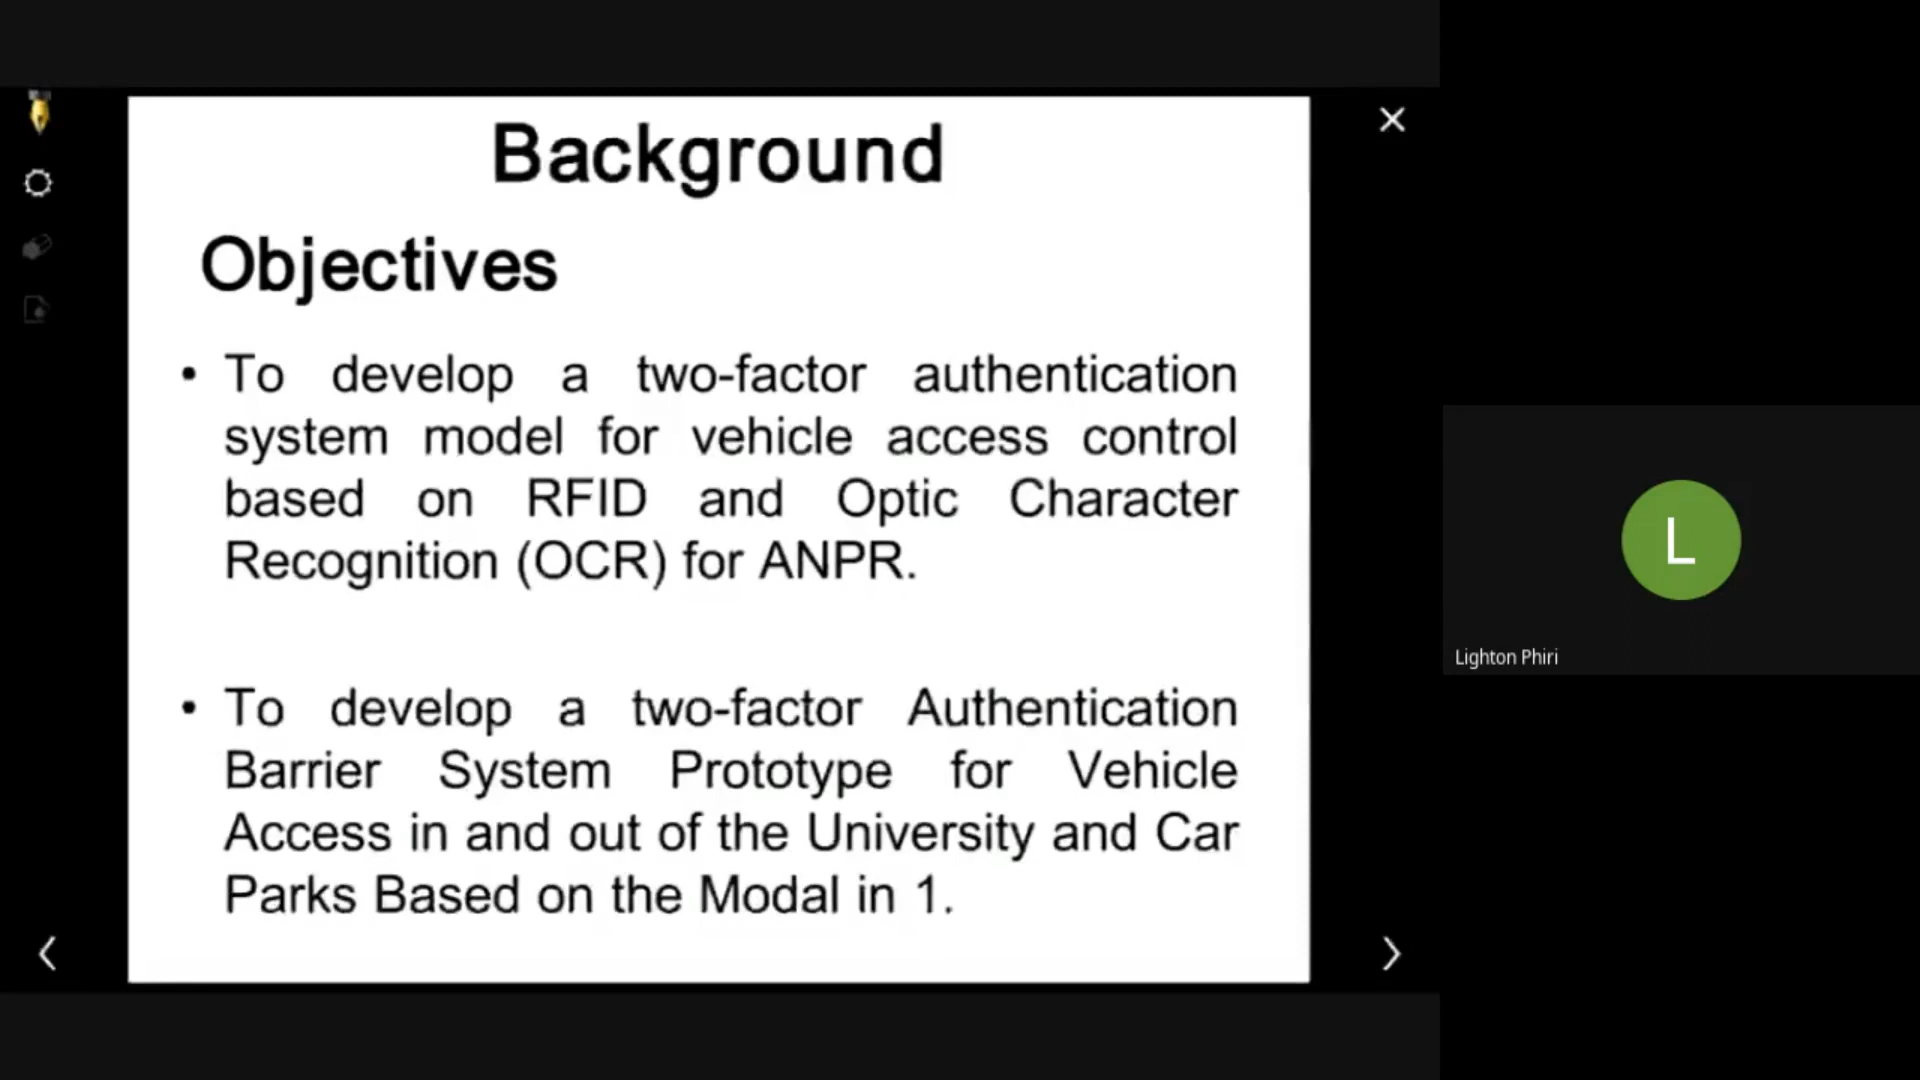 Background
Objectives
• To develop a two-factor authentication
system model for vehicle access control
based on RFID and Optic Character
Recognition (OCR) for ANPR.
• To develop a two-factor Authentication
Barrier System Prototype for Vehicle
Access in and out of the University and Car
Parks Based on the Modal in 1.
L
Lighton Phiri